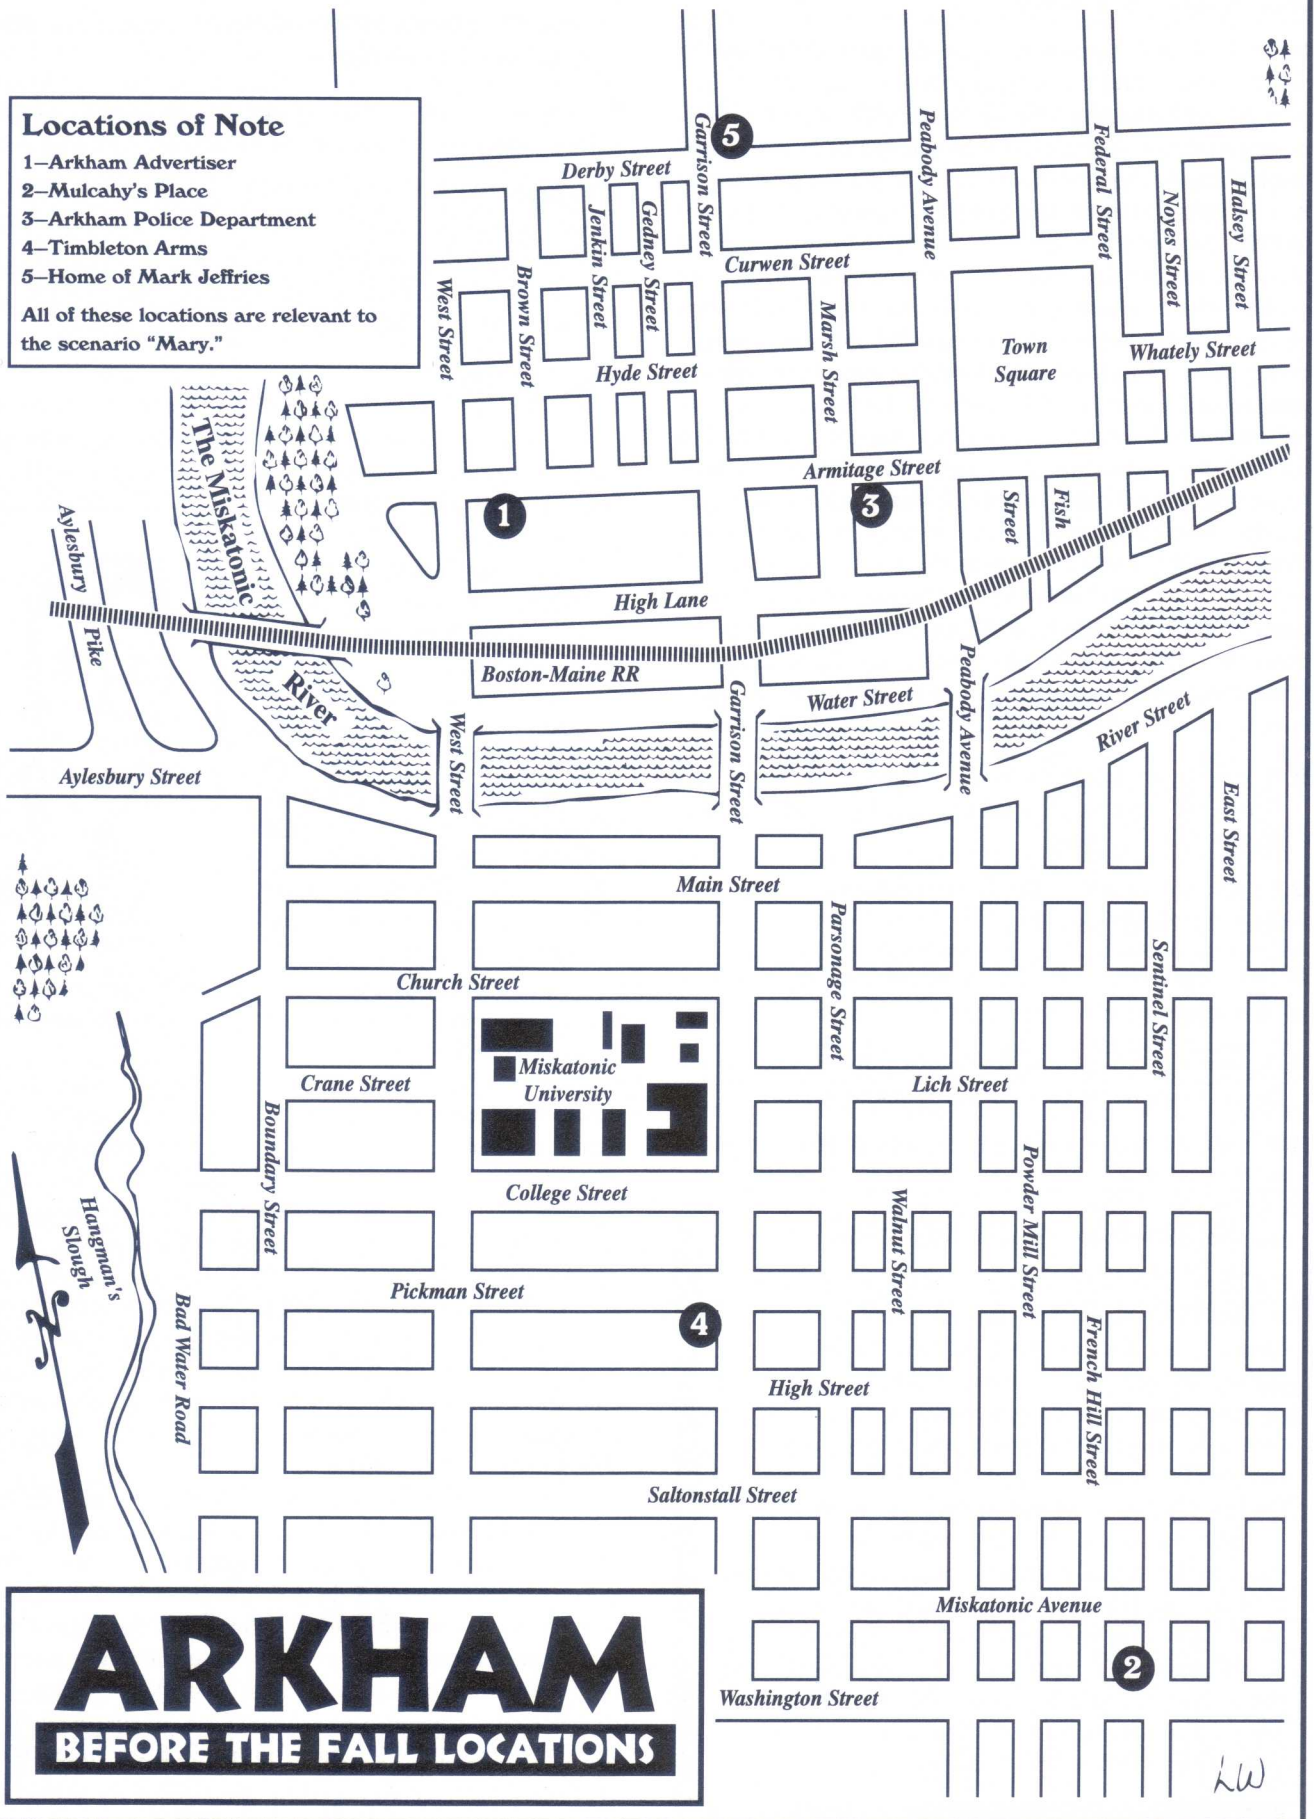 Locations of Note
1—Arkham Advertiser
2—Mulcahy's Place
3—Arkham Police Department
4—Timbleton Arms
5—Home of Mark Jeffries
All of these locations are relevant to
the scenario "Mary."
5
Derby Street
Garrison Street
Peabody Avenue
Federal Street
Noyes Street
Halsey Street
Jenkin Street
Gedney Street
Curwen Street
West Street
Brown Street
Marsh Street
Town
Square
Whately Street
Hyde Street
Armitage Street
The Miskatonic
River
1
3
Fish
Street
Aylesbury
Pike
High Lane
Boston-Maine RR
Water Street
Peabody Avenue
River Street
West Street
Garrison Street
Aylesbury Street
East Street
Main Street
Parsonage Street
Church Street
Sentinel Street
Miskatonic
University
Crane Street
Lich Street
Boundary Street
Powder Mill Street
College Street
Walnut Street
Hangman's
Slough
N
Pickman Street
Bad Water Road
4
French Hill Street
High Street
Saltonstall Street
Miskatonic Avenue
2
Washington Street
ARKHAM
BEFORE THE FALL LOCATIONS
LW